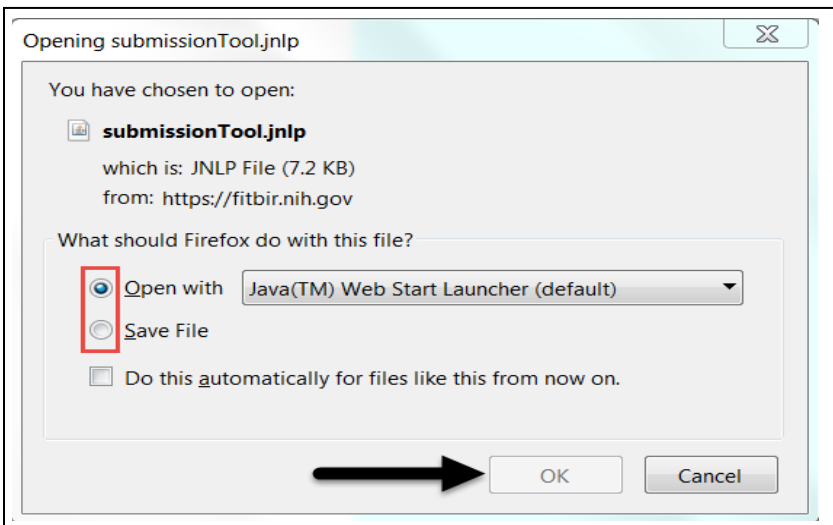 Opening submissionTool.jnlp
You have chosen to open:
submissionTool.jnlp
which is: JNLP File (7.2 KB)
from: https://fitbir.nih.gov
What should Firefox do with this file?
Open with Java(TM) Web Start Launcher (default)
Save File
Do this automatically for files like this from now on.
OK Cancel